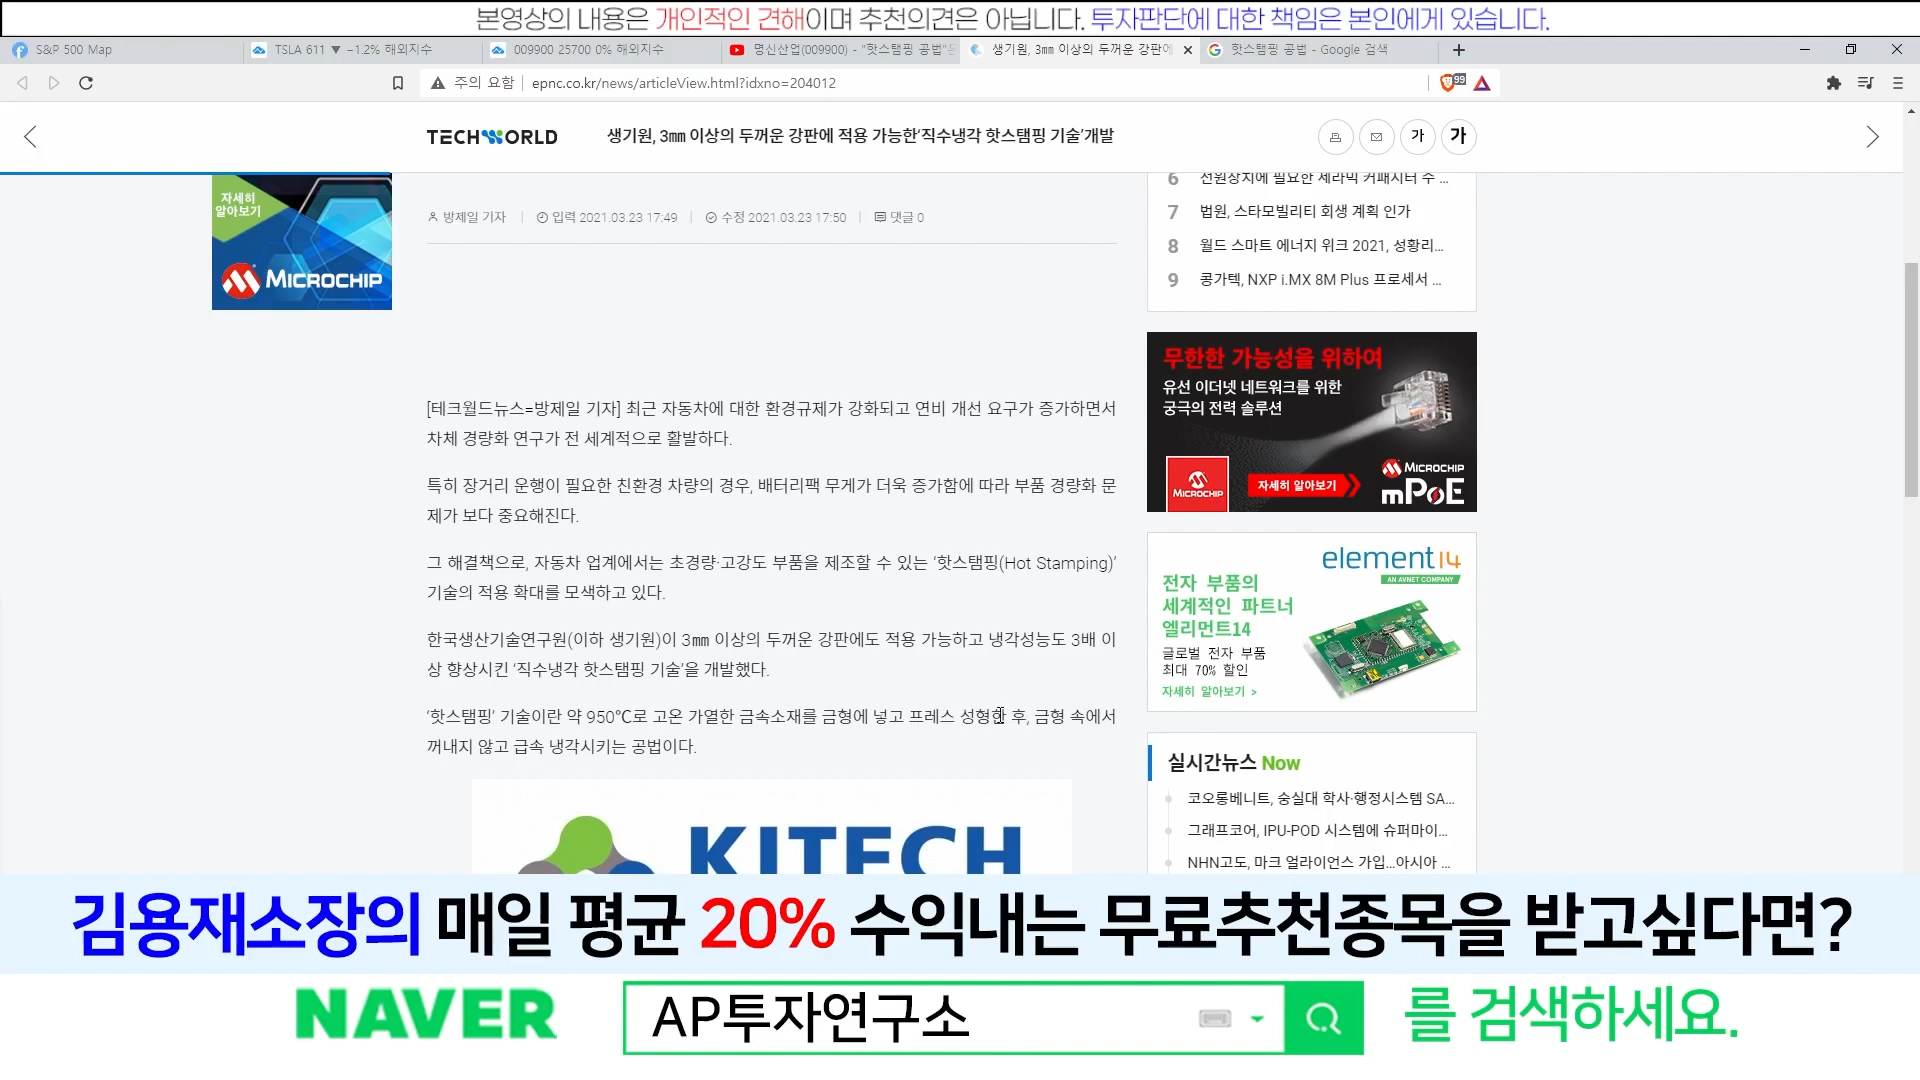 본영상의 내용은 개인적인 견해이며 추천의견은 아닙니다. 투자판단에 대한 책임은 본인에게 있습니다.
S&P 500 Map
TSLA 611 ▼ −1.2% 해외지수
009900 25700 0% 해외지수
명신산업(009900) - "핫스탬핑 공법"
생기원, 3㎜ 이상의 두꺼운 강판에
핫스탬핑 공법 - Google 검색
주의 요함
epnc.co.kr/news/articleView.html?idxno=204012
99
TECHWORLD
생기원, 3㎜ 이상의 두꺼운 강판에 적용 가능한‘직수냉각 핫스탬핑 기술’개발
가
가
자세히
알아보기
MICROCHIP
방제일 기자
입력 2021.03.23 17:49
수정 2021.03.23 17:50
댓글 0
[테크월드뉴스=방제일 기자] 최근 자동차에 대한 환경규제가 강화되고 연비 개선 요구가 증가하면서
차체 경량화 연구가 전 세계적으로 활발하다.
특히 장거리 운행이 필요한 친환경 차량의 경우, 배터리팩 무게가 더욱 증가함에 따라 부품 경량화 문
제가 보다 중요해진다.
그 해결책으로, 자동차 업계에서는 초경량·고강도 부품을 제조할 수 있는 ‘핫스탬핑(Hot Stamping)’
기술의 적용 확대를 모색하고 있다.
한국생산기술연구원(이하 생기원)이 3㎜ 이상의 두꺼운 강판에도 적용 가능하고 냉각성능도 3배 이
상 향상시킨 ‘직수냉각 핫스탬핑 기술’을 개발했다.
‘핫스탬핑’ 기술이란 약 950℃로 고온 가열한 금속소재를 금형에 넣고 프레스 성형한 후, 금형 속에서
꺼내지 않고 급속 냉각시키는 공법이다.
KITECH
6 전원장치에 필요한 세라믹 커패시터 수 ...
7 법원, 스타모빌리티 회생 계획 인가
8 월드 스마트 에너지 위크 2021, 성황리...
9 콩가텍, NXP i.MX 8M Plus 프로세서 ...
무한한 가능성을 위하여
유선 이더넷 네트워크를 위한
궁극의 전력 솔루션
MICROCHIP
자세히 알아보기
MICROCHIP
mPoE
element14
AN AVNET COMPANY
전자 부품의
세계적인 파트너
엘리먼트14
글로벌 전자 부품
최대 70% 할인
자세히 알아보기 >
실시간뉴스 Now
코오롱베니트, 숭실대 학사·행정시스템 SA...
그래프코어, IPU-POD 시스템에 슈퍼마이...
NHN고도, 마크 얼라이언스 가입...아시아 ...
김용재소장의 매일 평균 20% 수익내는 무료추천종목을 받고싶다면?
NAVER
AP투자연구소
를 검색하세요.